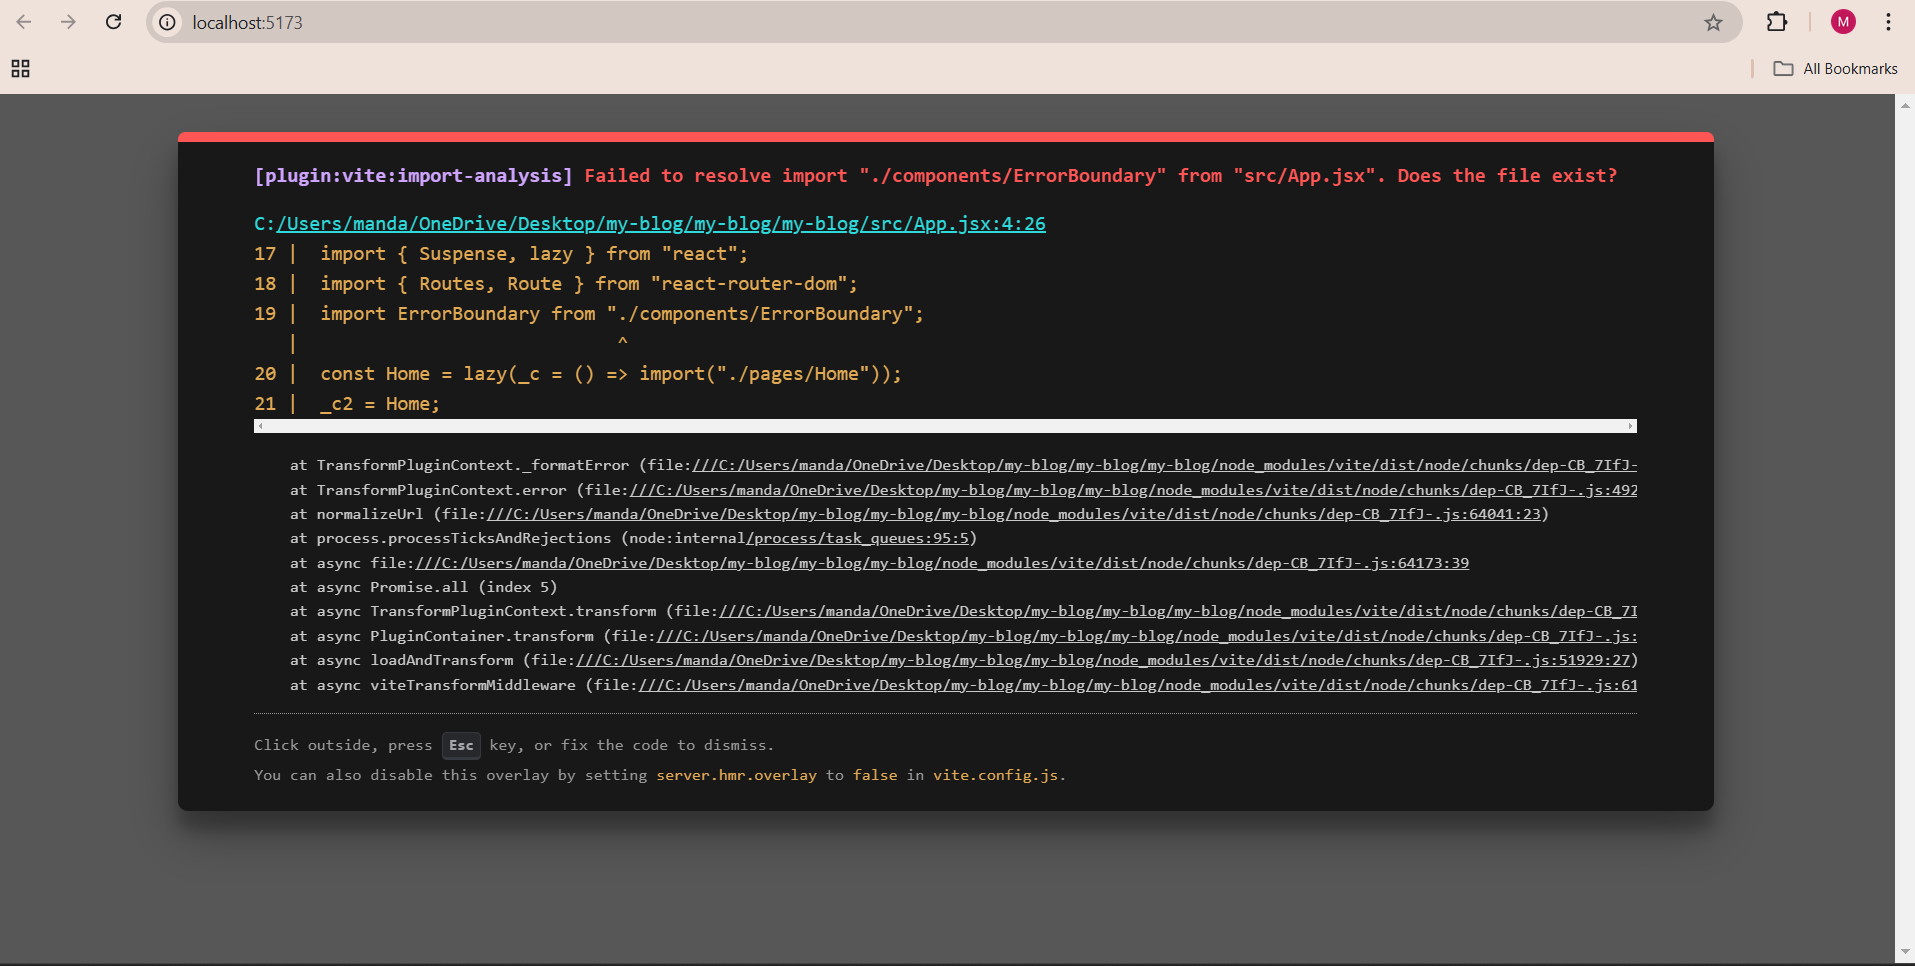 localhost:5173
M
All Bookmarks
[plugin:vite:import-analysis] Failed to resolve import "./components/ErrorBoundary" from "src/App.jsx". Does the file exist?
C:/Users/manda/OneDrive/Desktop/my-blog/my-blog/my-blog/src/App.jsx:4:26
17 |  import { Suspense, lazy } from "react";
18 |  import { Routes, Route } from "react-router-dom";
19 |  import ErrorBoundary from "./components/ErrorBoundary";
   |                             ^
20 |  const Home = lazy(_c = () => import("./pages/Home"));
21 |  _c2 = Home;
at TransformPluginContext._formatError (file:///C:/Users/manda/OneDrive/Desktop/my-blog/my-blog/my-blog/node_modules/vite/dist/node/chunks/dep-CB_7IfJ-
at TransformPluginContext.error (file:///C:/Users/manda/OneDrive/Desktop/my-blog/my-blog/my-blog/node_modules/vite/dist/node/chunks/dep-CB_7IfJ-.js:492
at normalizeUrl (file:///C:/Users/manda/OneDrive/Desktop/my-blog/my-blog/my-blog/node_modules/vite/dist/node/chunks/dep-CB_7IfJ-.js:64041:23)
at process.processTicksAndRejections (node:internal/process/task_queues:95:5)
at async file:///C:/Users/manda/OneDrive/Desktop/my-blog/my-blog/my-blog/node_modules/vite/dist/node/chunks/dep-CB_7IfJ-.js:64173:39
at async Promise.all (index 5)
at async TransformPluginContext.transform (file:///C:/Users/manda/OneDrive/Desktop/my-blog/my-blog/my-blog/node_modules/vite/dist/node/chunks/dep-CB_7I
at async PluginContainer.transform (file:///C:/Users/manda/OneDrive/Desktop/my-blog/my-blog/my-blog/node_modules/vite/dist/node/chunks/dep-CB_7IfJ-.js:
at async loadAndTransform (file:///C:/Users/manda/OneDrive/Desktop/my-blog/my-blog/my-blog/node_modules/vite/dist/node/chunks/dep-CB_7IfJ-.js:51929:27)
at async viteTransformMiddleware (file:///C:/Users/manda/OneDrive/Desktop/my-blog/my-blog/my-blog/node_modules/vite/dist/node/chunks/dep-CB_7IfJ-.js:61
Click outside, press Esc key, or fix the code to dismiss.
You can also disable this overlay by setting server.hmr.overlay to false in vite.config.js.